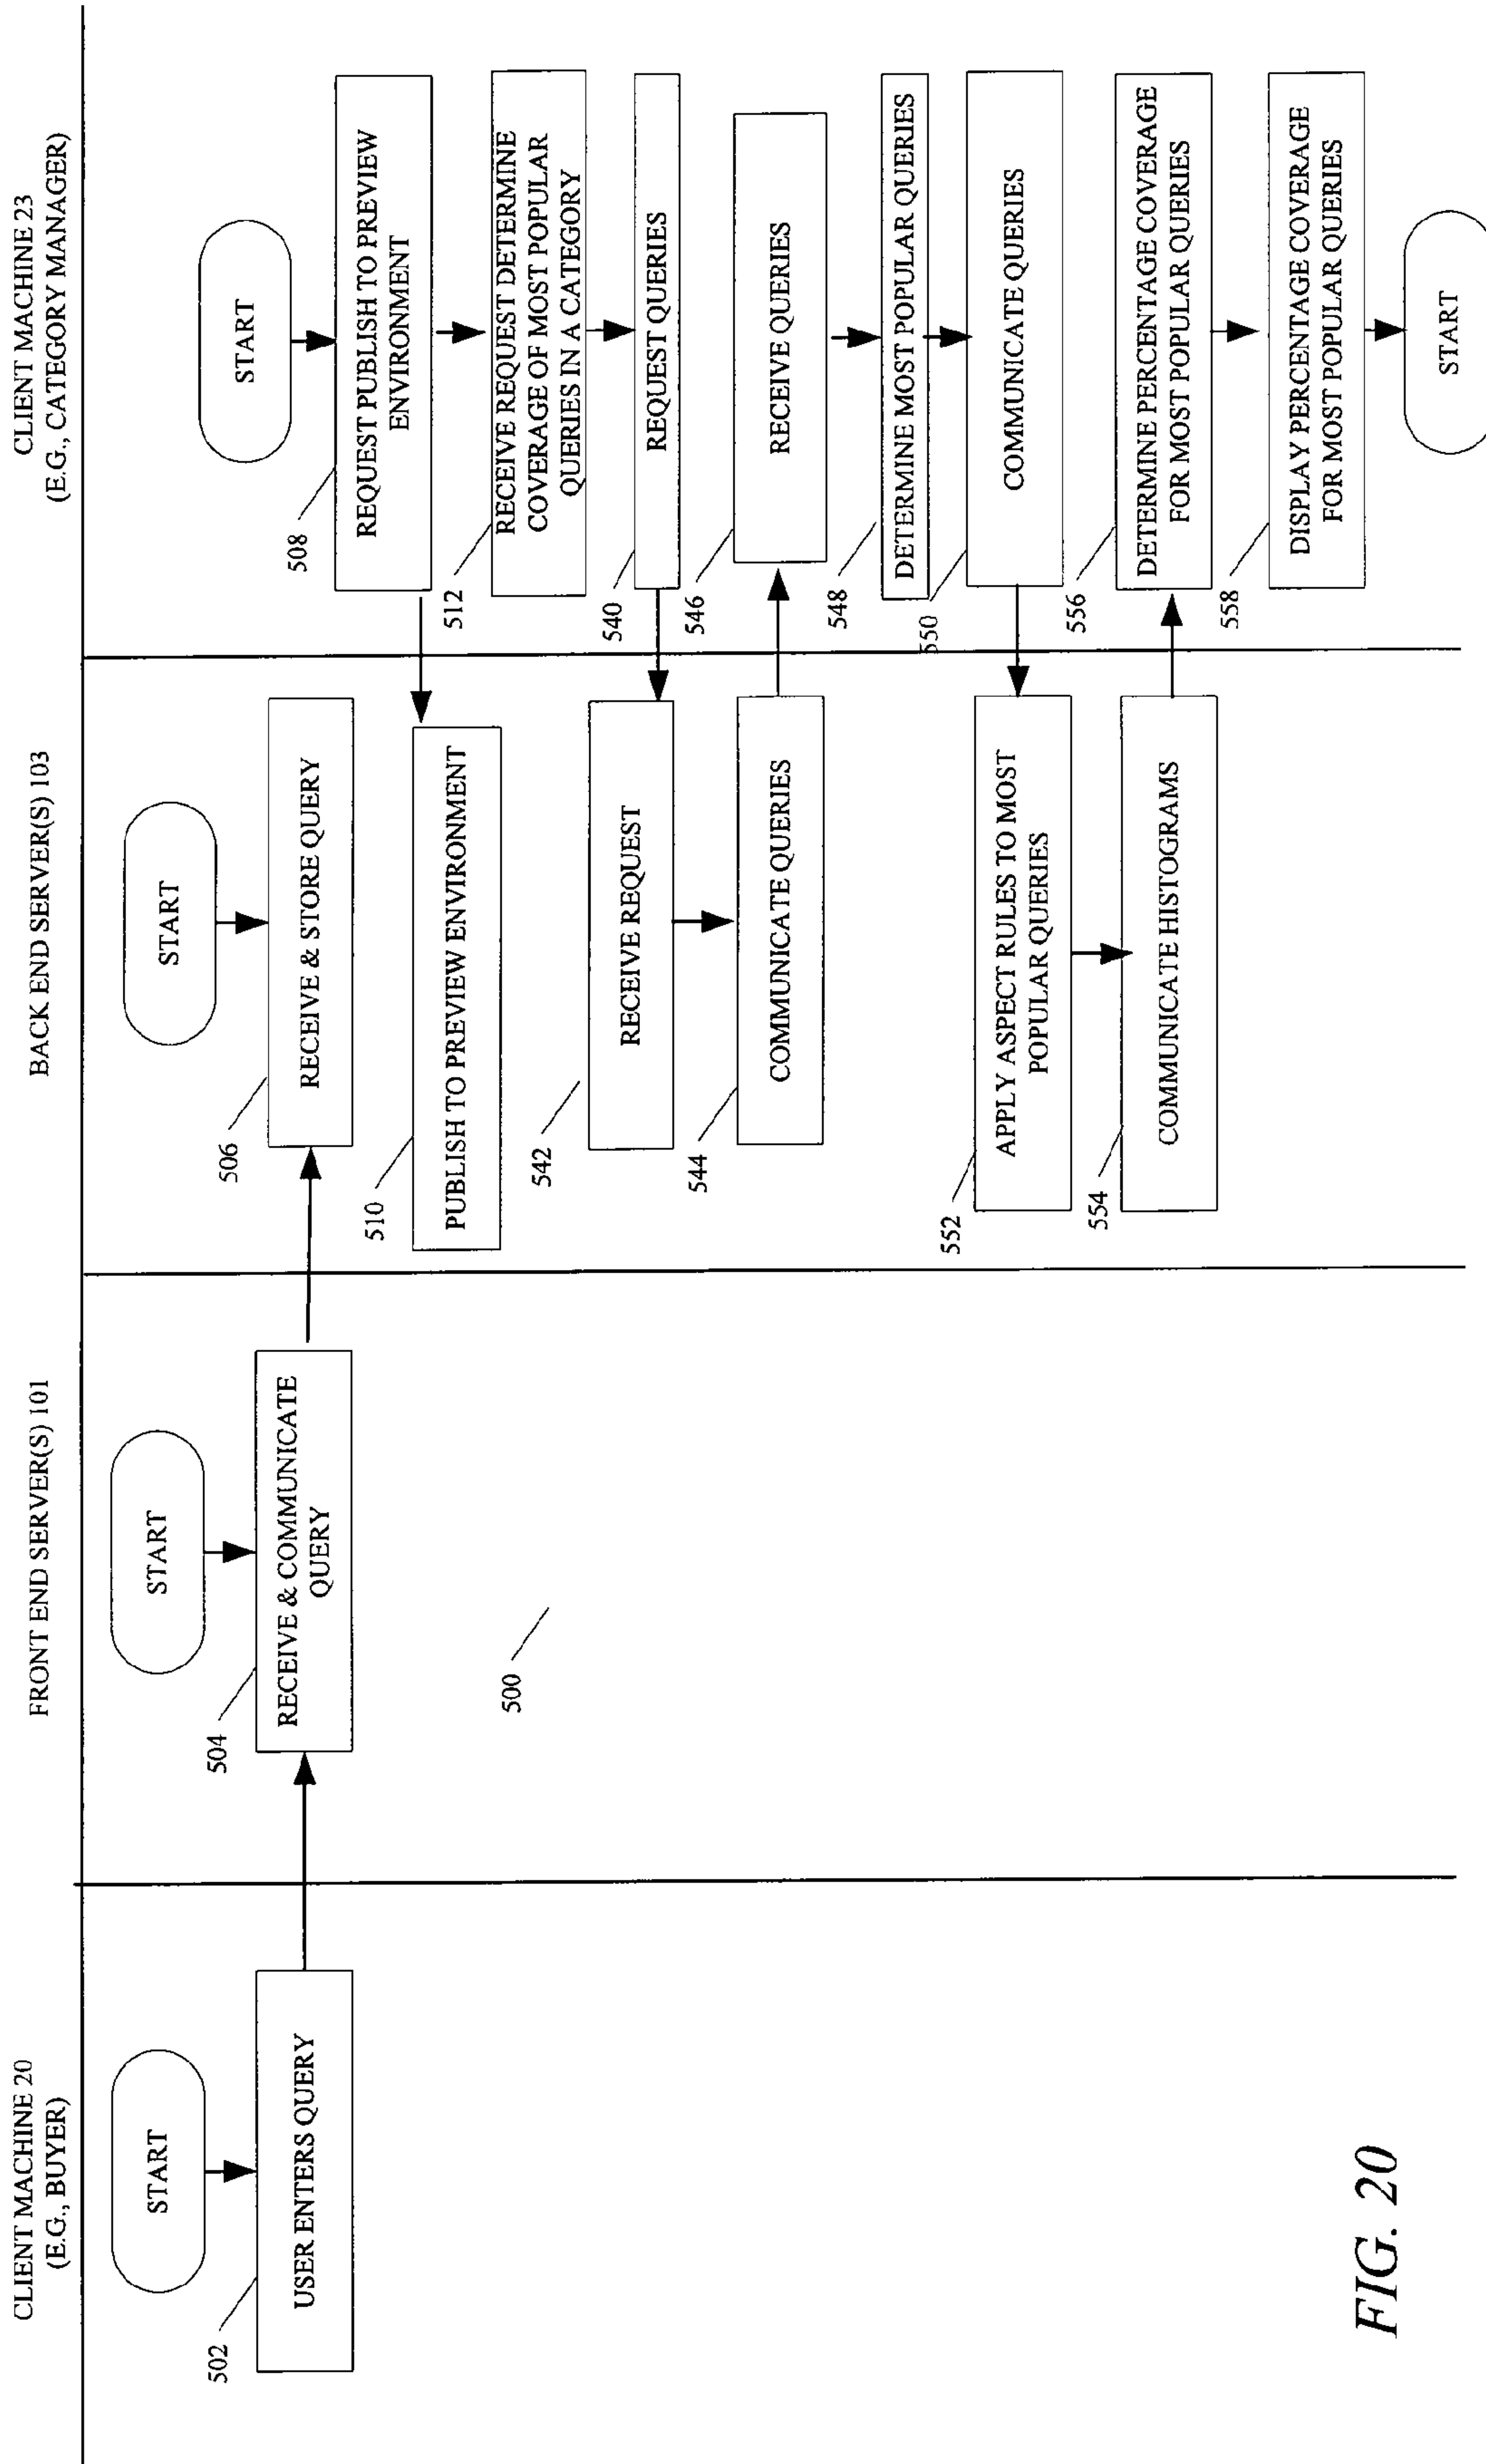 CLIENT MACHINE 20
(E.G., BUYER)
START
502
USER ENTERS QUERY
FRONT END SERVER(S) 101
START
504
RECEIVE & COMMUNICATE
QUERY
500
BACK END SERVER(S) 103
START
506
RECEIVE & STORE QUERY
510
PUBLISH TO PREVIEW ENVIRONMENT
542
RECEIVE REQUEST
544
COMMUNICATE QUERIES
552
APPLY ASPECT RULES TO MOST
POPULAR QUERIES
554
COMMUNICATE HISTOGRAMS
CLIENT MACHINE 23
(E.G., CATEGORY MANAGER)
START
508
REQUEST PUBLISH TO PREVIEW
ENVIRONMENT
512
RECEIVE REQUEST DETERMINE
COVERAGE OF MOST POPULAR
QUERIES IN A CATEGORY
540
REQUEST QUERIES
546
RECEIVE QUERIES
548
DETERMINE MOST POPULAR QUERIES
550
COMMUNICATE QUERIES
556
DETERMINE PERCENTAGE COVERAGE
FOR MOST POPULAR QUERIES
558
DISPLAY PERCENTAGE COVERAGE
FOR MOST POPULAR QUERIES
START
FIG. 20